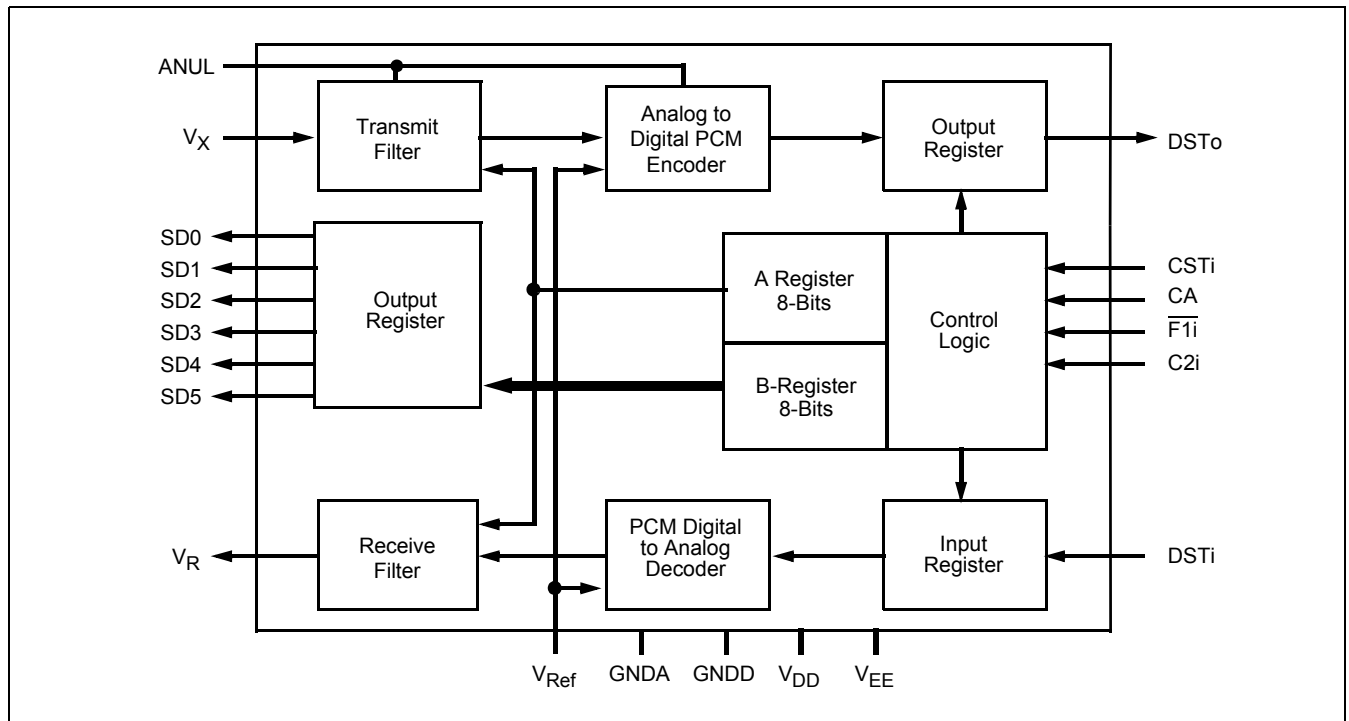 ANUL
Transmit
Filter
Analog to
Digital PCM
Encoder
Output
Register
VX
DSTo
SD0
SD1
SD2
SD3
SD4
SD5
Output
Register
A Register
8-Bits
B-Register
8-Bits
Control
Logic
CSTi
CA
F1i
C2i
VR
Receive
Filter
PCM Digital
to Analog
Decoder
Input
Register
DSTi
VRef
GNDA
GNDD
VDD
VEE